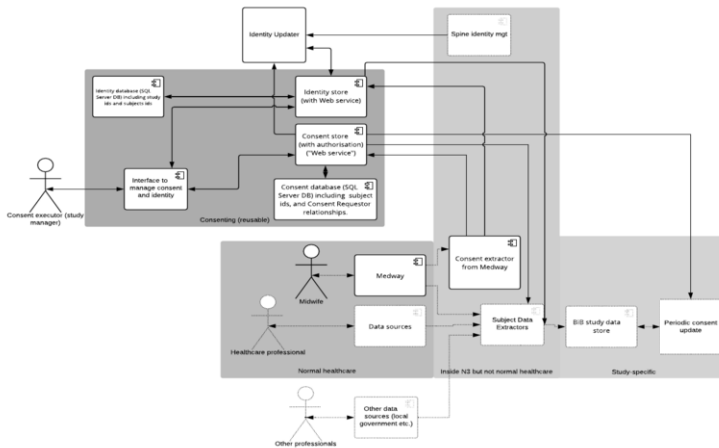 Identity Updater
Spine identity mgt
Identity database (SQL
Server DB) including study
ids and subjects ids
Identity store
(with Web service)
Consent store
(with authorisation)
("Web service")
Interface to
manage consent
and identity
Consent database (SQL
Server DB) including subject
ids, and Consent Requestor
relationships.
Consent executor (study
manager)
Consenting (reusable)
Medway
Consent extractor
from Medway
Midwife
Data sources
Subject Data
Extractors
BiB study data
store
Periodic consent
update
Healthcare professional
Normal healthcare
Inside N3 but not normal healthcare
Study-specific
Other data
sources (local
government etc.)
Other professionals